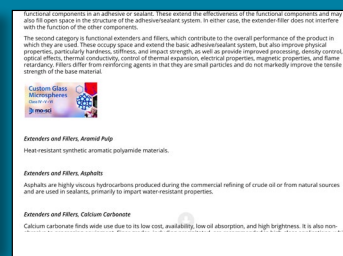 functional components in an adhesive or sealant. These extend the effectiveness of the functional components and may
also fill open space in the structure of the adhesive/sealant system. In either case, the extender-filler does not interfere
with the function of the other components.
The second category is functional extenders and fillers, which contribute to the overall performance of the product in
which they are used. These occupy space and extend the basic adhesive/sealant system, but also improve physical
properties, particularly hardness, stiffness, and impact strength, as well as provide improved processing, density control,
optical effects, thermal conductivity, control of thermal expansion, electrical properties, magnetic properties, and flame
retardancy. Fillers differ from reinforcing agents in that they are small particles and do not markedly improve the tensile
strength of the base material.
Custom Glass
Microspheres
mo-sci
Extenders and Fillers, Aramid Pulp
Heat-resistant synthetic aromatic polyamide materials.
Extenders and Fillers, Asphalts
Asphalts are highly viscous hydrocarbons produced during the commercial refining of crude oil or from natural sources
and are used in sealants, primarily to impart water-resistant properties.
Extenders and Fillers, Calcium Carbonate
Calcium carbonate finds wide use due to its low cost, availability, low oil absorption, and high brightness. It is also non-